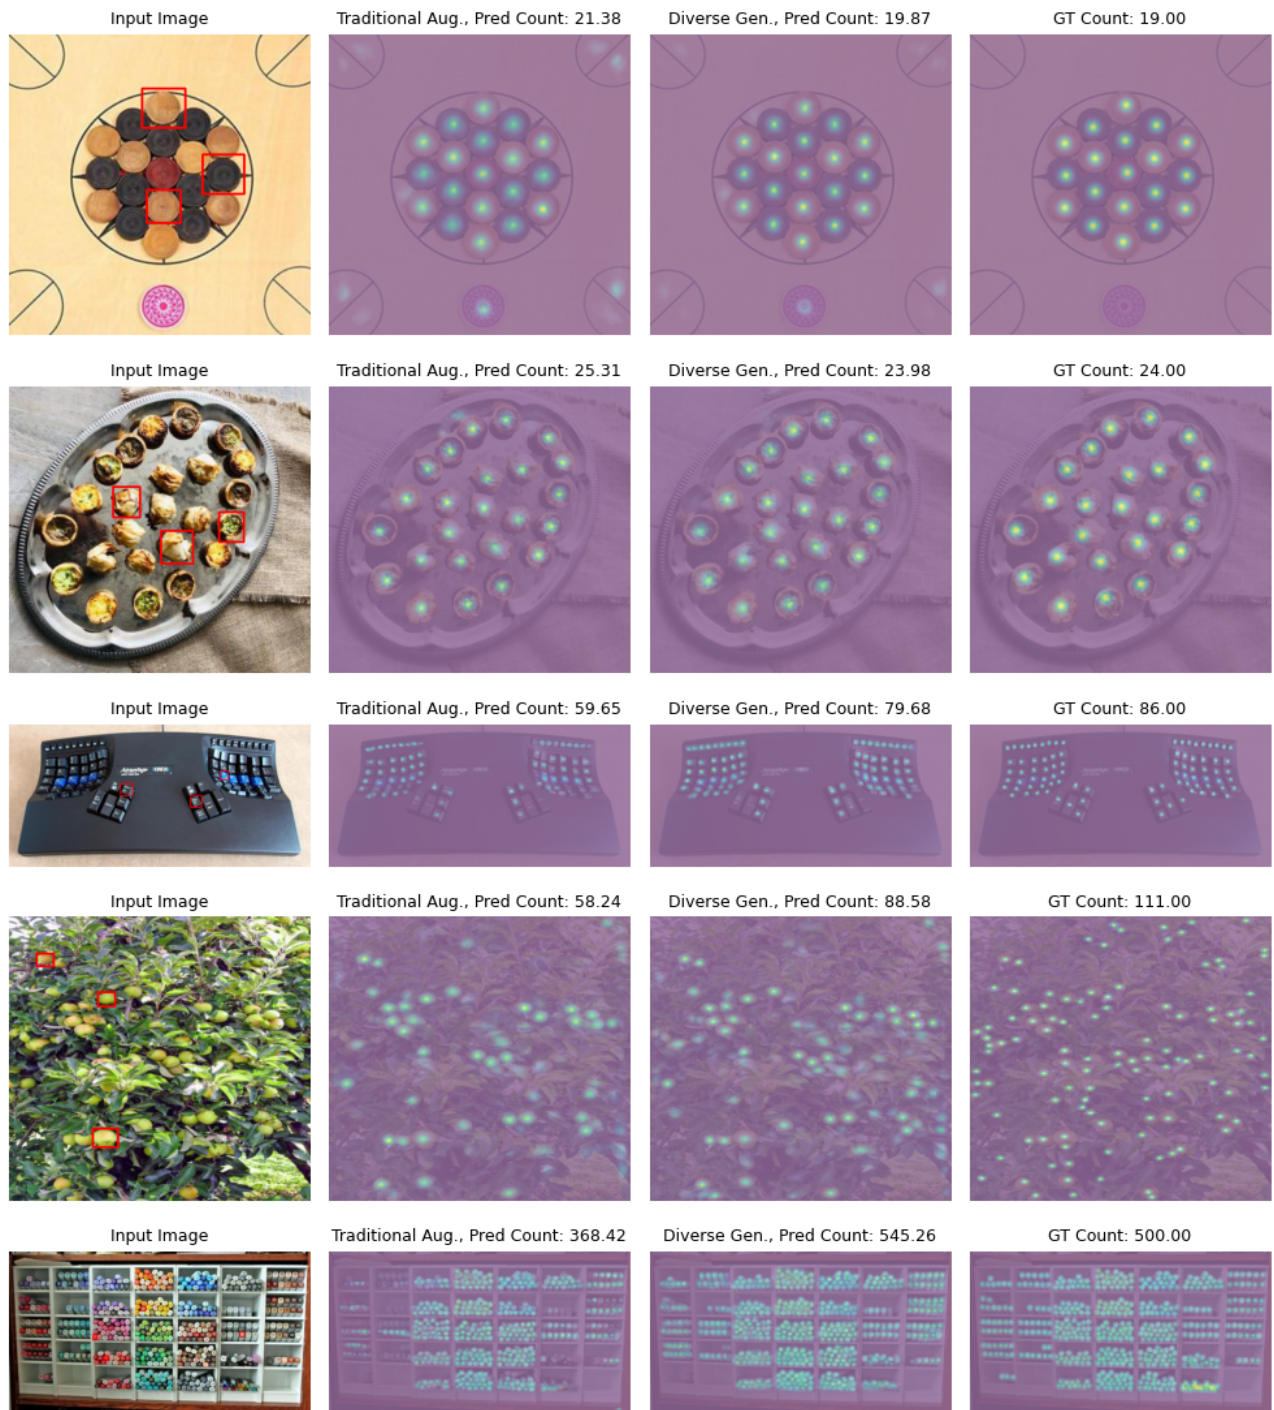 Input Image
Traditional Aug., Pred Count: 21.38
Diverse Gen., Pred Count: 19.87
GT Count: 19.00
Input Image
Traditional Aug., Pred Count: 25.31
Diverse Gen., Pred Count: 23.98
GT Count: 24.00
Input Image
Traditional Aug., Pred Count: 59.65
Diverse Gen., Pred Count: 79.68
GT Count: 86.00
Input Image
Traditional Aug., Pred Count: 58.24
Diverse Gen., Pred Count: 88.58
GT Count: 111.00
Input Image
Traditional Aug., Pred Count: 368.42
Diverse Gen., Pred Count: 545.26
GT Count: 500.00